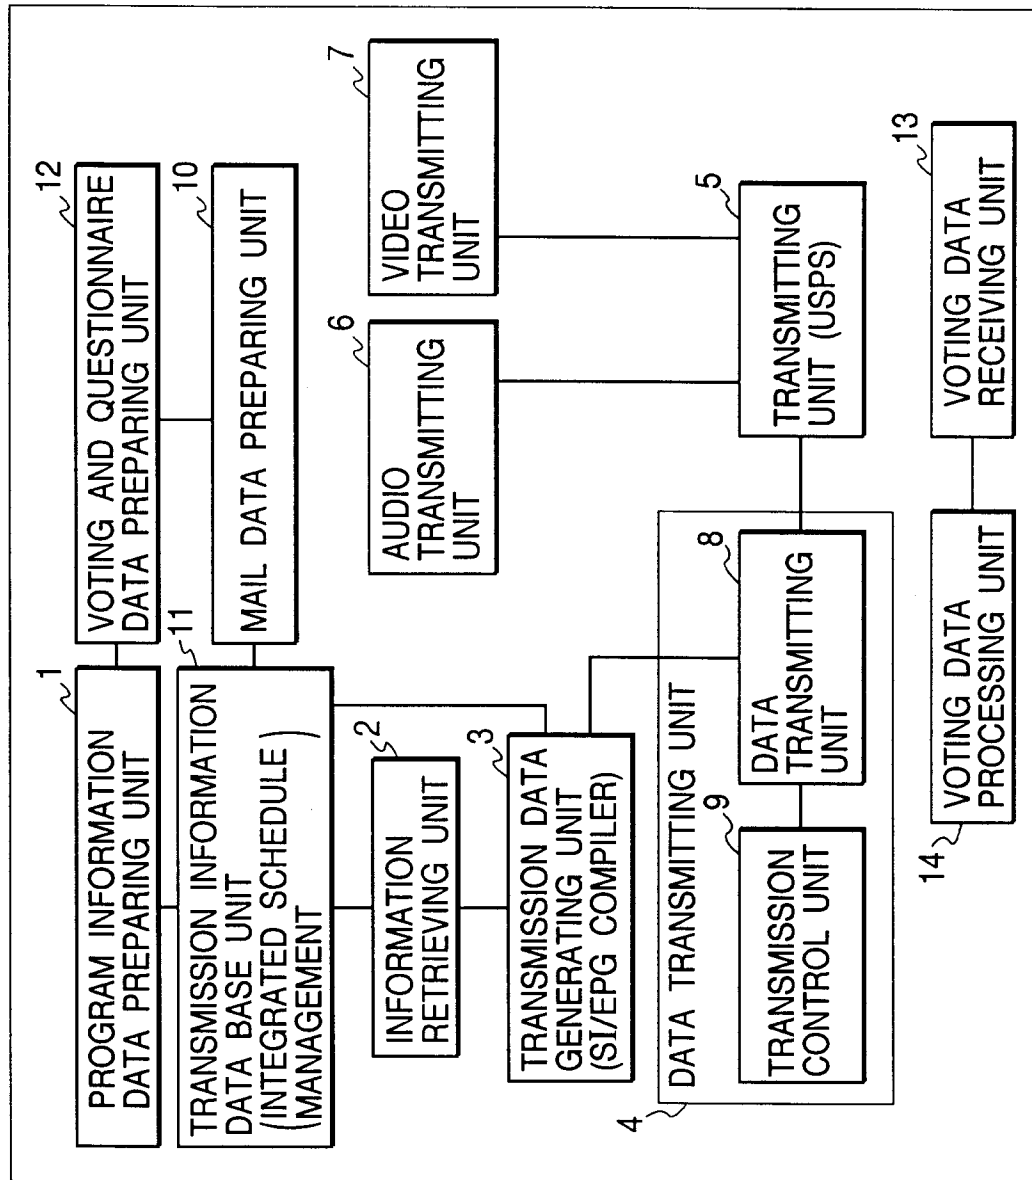 1
PROGRAM INFORMATION
DATA PREPARING UNIT
12
VOTING AND QUESTIONNAIRE
DATA PREPARING UNIT
11
TRANSMISSION INFORMATION
DATA BASE UNIT
(INTEGRATED SCHEDULE
MANAGEMENT)
10
MAIL DATA PREPARING UNIT
2
INFORMATION
RETRIEVING UNIT
6
AUDIO
TRANSMITTING
UNIT
7
VIDEO
TRANSMITTING
UNIT
3
TRANSMISSION DATA
GENERATING UNIT
(SI/EPG COMPILER)
4
DATA TRANSMITTING UNIT
9
TRANSMISSION
CONTROL UNIT
8
DATA
TRANSMITTING
UNIT
5
TRANSMITTING
UNIT (USPS)
14
VOTING DATA
PROCESSING UNIT
13
VOTING DATA
RECEIVING UNIT